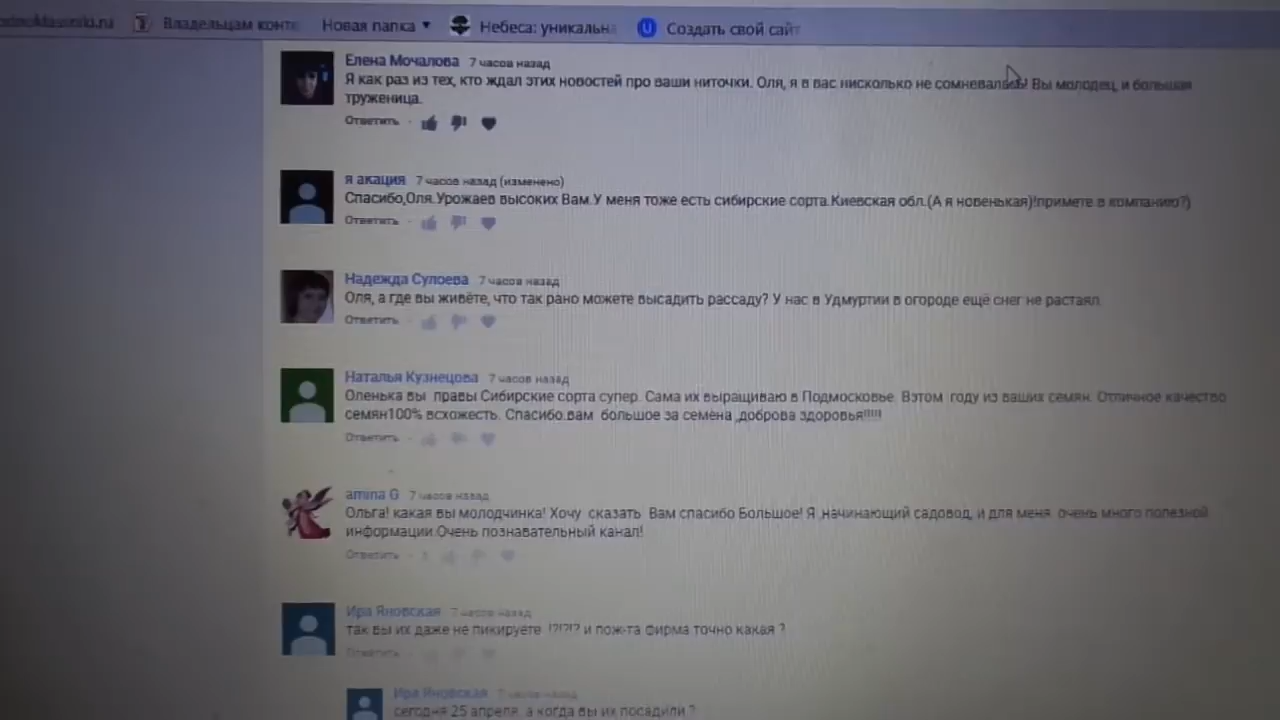 Владельцам конте Новая папка Небеса: уникальна Создать свой сайт
Елена Мочалова 7 часов назад
Я как раз из тех, кто ждал этих новостей про ваши ниточки. Оля, я в вас нисколько не сомневалась! Вы молодец, и большая
труженица.
Ответить
я акация 7 часов назад (изменено)
Спасибо,Оля.Урожаев высоких Вам.У меня тоже есть сибирские сорта.Киевская обл.(А я новенькая)!примете в компанию?)
Ответить
Надежда Сулоева 7 часов назад
Оля, а где вы живёте, что так рано можете высадить рассаду? У нас в Удмуртии в огороде ещё снег не растаял.
Ответить
Наталья Кузнецова 7 часов назад
Оленька вы правы Сибирские сорта супер. Сама их выращиваю в Подмосковье. Вэтом году из ваших семян. Отличное качество
семян100% всхожесть. Спасибо.вам большое за семена ,доброва здоровья!!!!!
Ответить
amina G 7 часов назад
Ольга! какая вы молодчинка! Хочу сказать Вам спасибо Большое! Я ,начинающий садовод, и для меня очень много полезной
информации.Очень познавательный канал!
Ответить
Ира Яновская 7 часов назад
так вы их даже не пикируете !?!?!? и пож-та фирма точно какая ?
Ответить
Ира Яновская 7 часов назад
сегодня 25 апреля, а когда вы их посадили ?